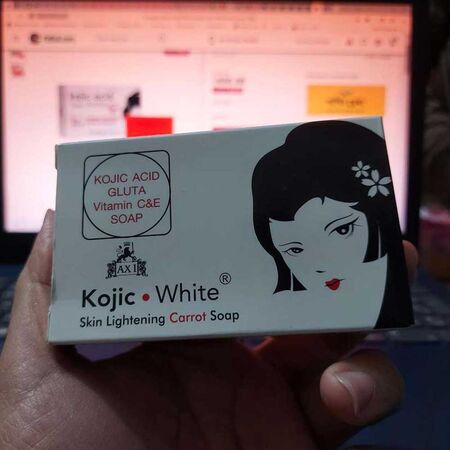 KOJIC ACID
GLUTA
Vitamin C&E
SOAP
AX1
Kojic • White®
Skin Lightening Carrot Soap